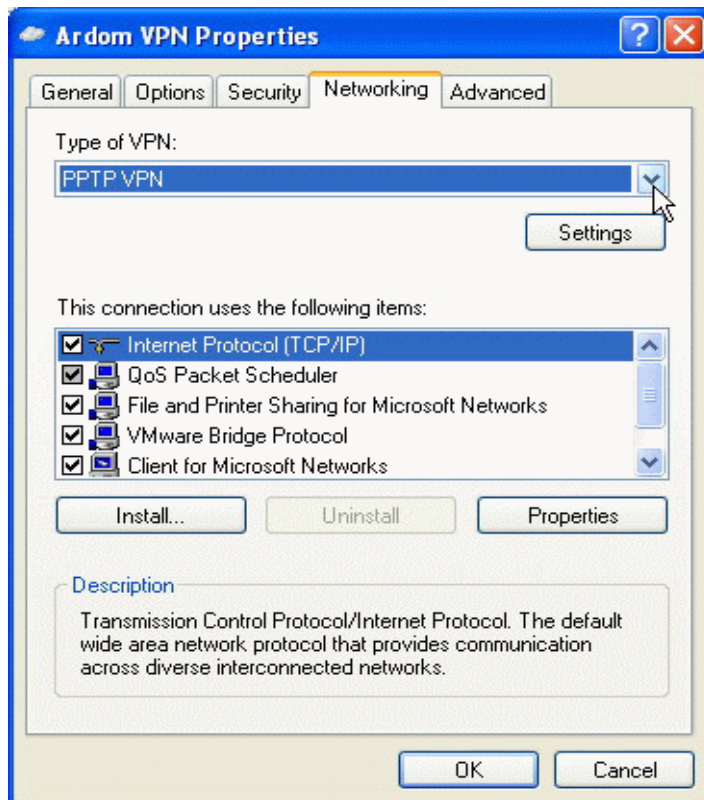 Ardom VPN Properties
General Options Security Networking Advanced
Type of VPN:
PPTP VPN
Settings
This connection uses the following items:
Internet Protocol (TCP/IP)
QoS Packet Scheduler
File and Printer Sharing for Microsoft Networks
VMware Bridge Protocol
Client for Microsoft Networks
Install... Uninstall Properties
Description
Transmission Control Protocol/Internet Protocol. The default
wide area network protocol that provides communication
across diverse interconnected networks.
OK Cancel